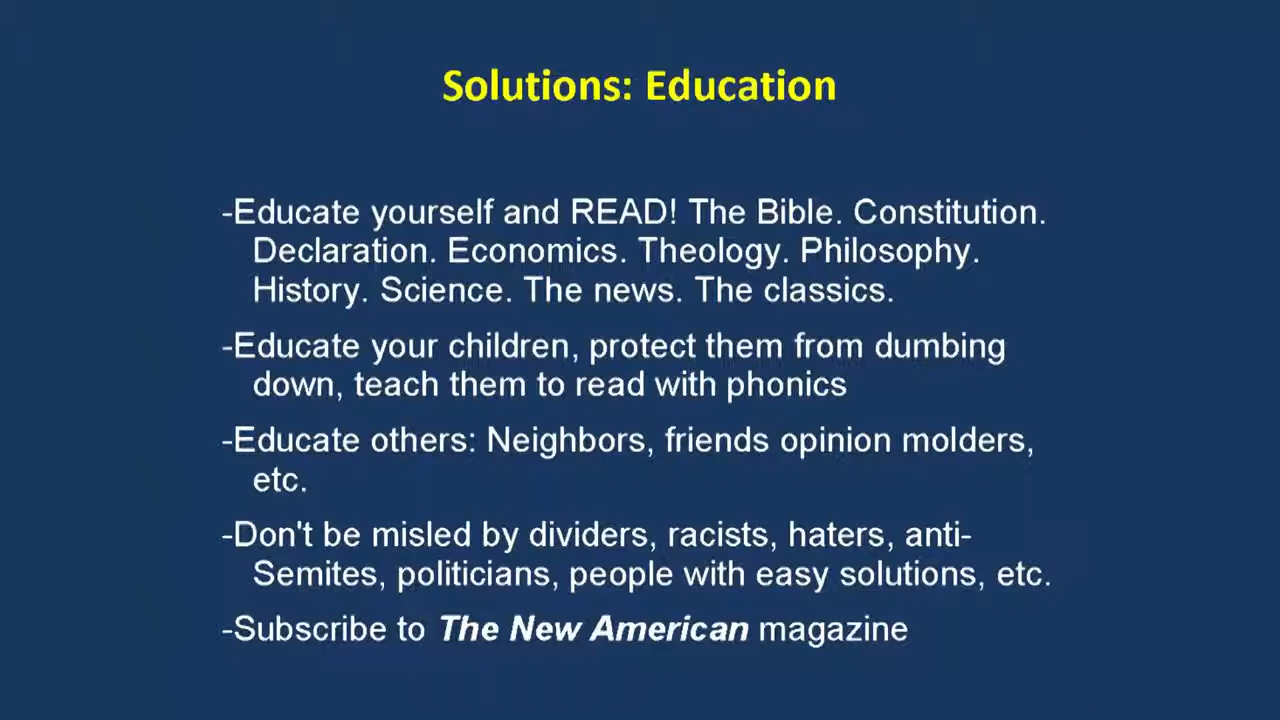 Solutions: Education
-Educate yourself and READ! The Bible. Constitution.
Declaration. Economics. Theology. Philosophy.
History. Science. The news. The classics.
-Educate your children, protect them from dumbing
down, teach them to read with phonics
-Educate others: Neighbors, friends opinion molders,
etc.
-Don't be misled by dividers, racists, haters, anti-
Semites, politicians, people with easy solutions, etc.
-Subscribe to The New American magazine